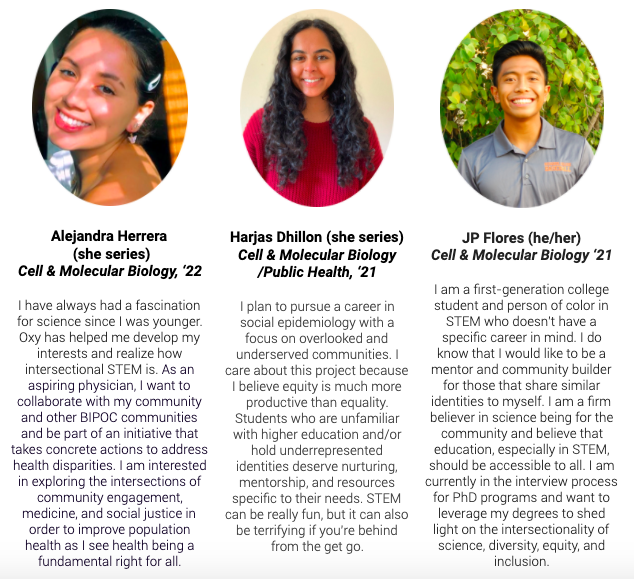 Alejandra Herrera
(she series)
Cell & Molecular Biology, ‘22
I have always had a fascination
for science since I was younger.
Oxy has helped me develop my
interests and realize how
intersectional STEM is. As an
aspiring physician, I want to
collaborate with my community
and other BIPOC communities
and be part of an initiative that
takes concrete actions to address
health disparities. I am interested
in exploring the intersections of
community engagement,
medicine, and social justice in
order to improve population
health as I see health being a
fundamental right for all.
Harjas Dhillon (she series)
Cell & Molecular Biology
/Public Health, ‘21
I plan to pursue a career in
social epidemiology with a
focus on overlooked and
underserved communities. I
care about this project because
I believe equity is much more
productive than equality.
Students who are unfamiliar
with higher education and/or
hold underrepresented
identities deserve nurturing,
mentorship, and resources
specific to their needs. STEM
can be really fun, but it can also
be terrifying if you’re behind
from the get go.
JP Flores (he/her)
Cell & Molecular Biology ‘21
I am a first-generation college
student and person of color in
STEM who doesn’t have a
specific career in mind. I do
know that I would like to be a
mentor and community builder
for those that share similar
identities to myself. I am a firm
believer in science being for the
community and believe that
education, especially in STEM,
should be accessible to all. I am
currently in the interview process
for PhD programs and want to
leverage my degrees to shed
light on the intersectionality of
science, diversity, equity, and
inclusion.